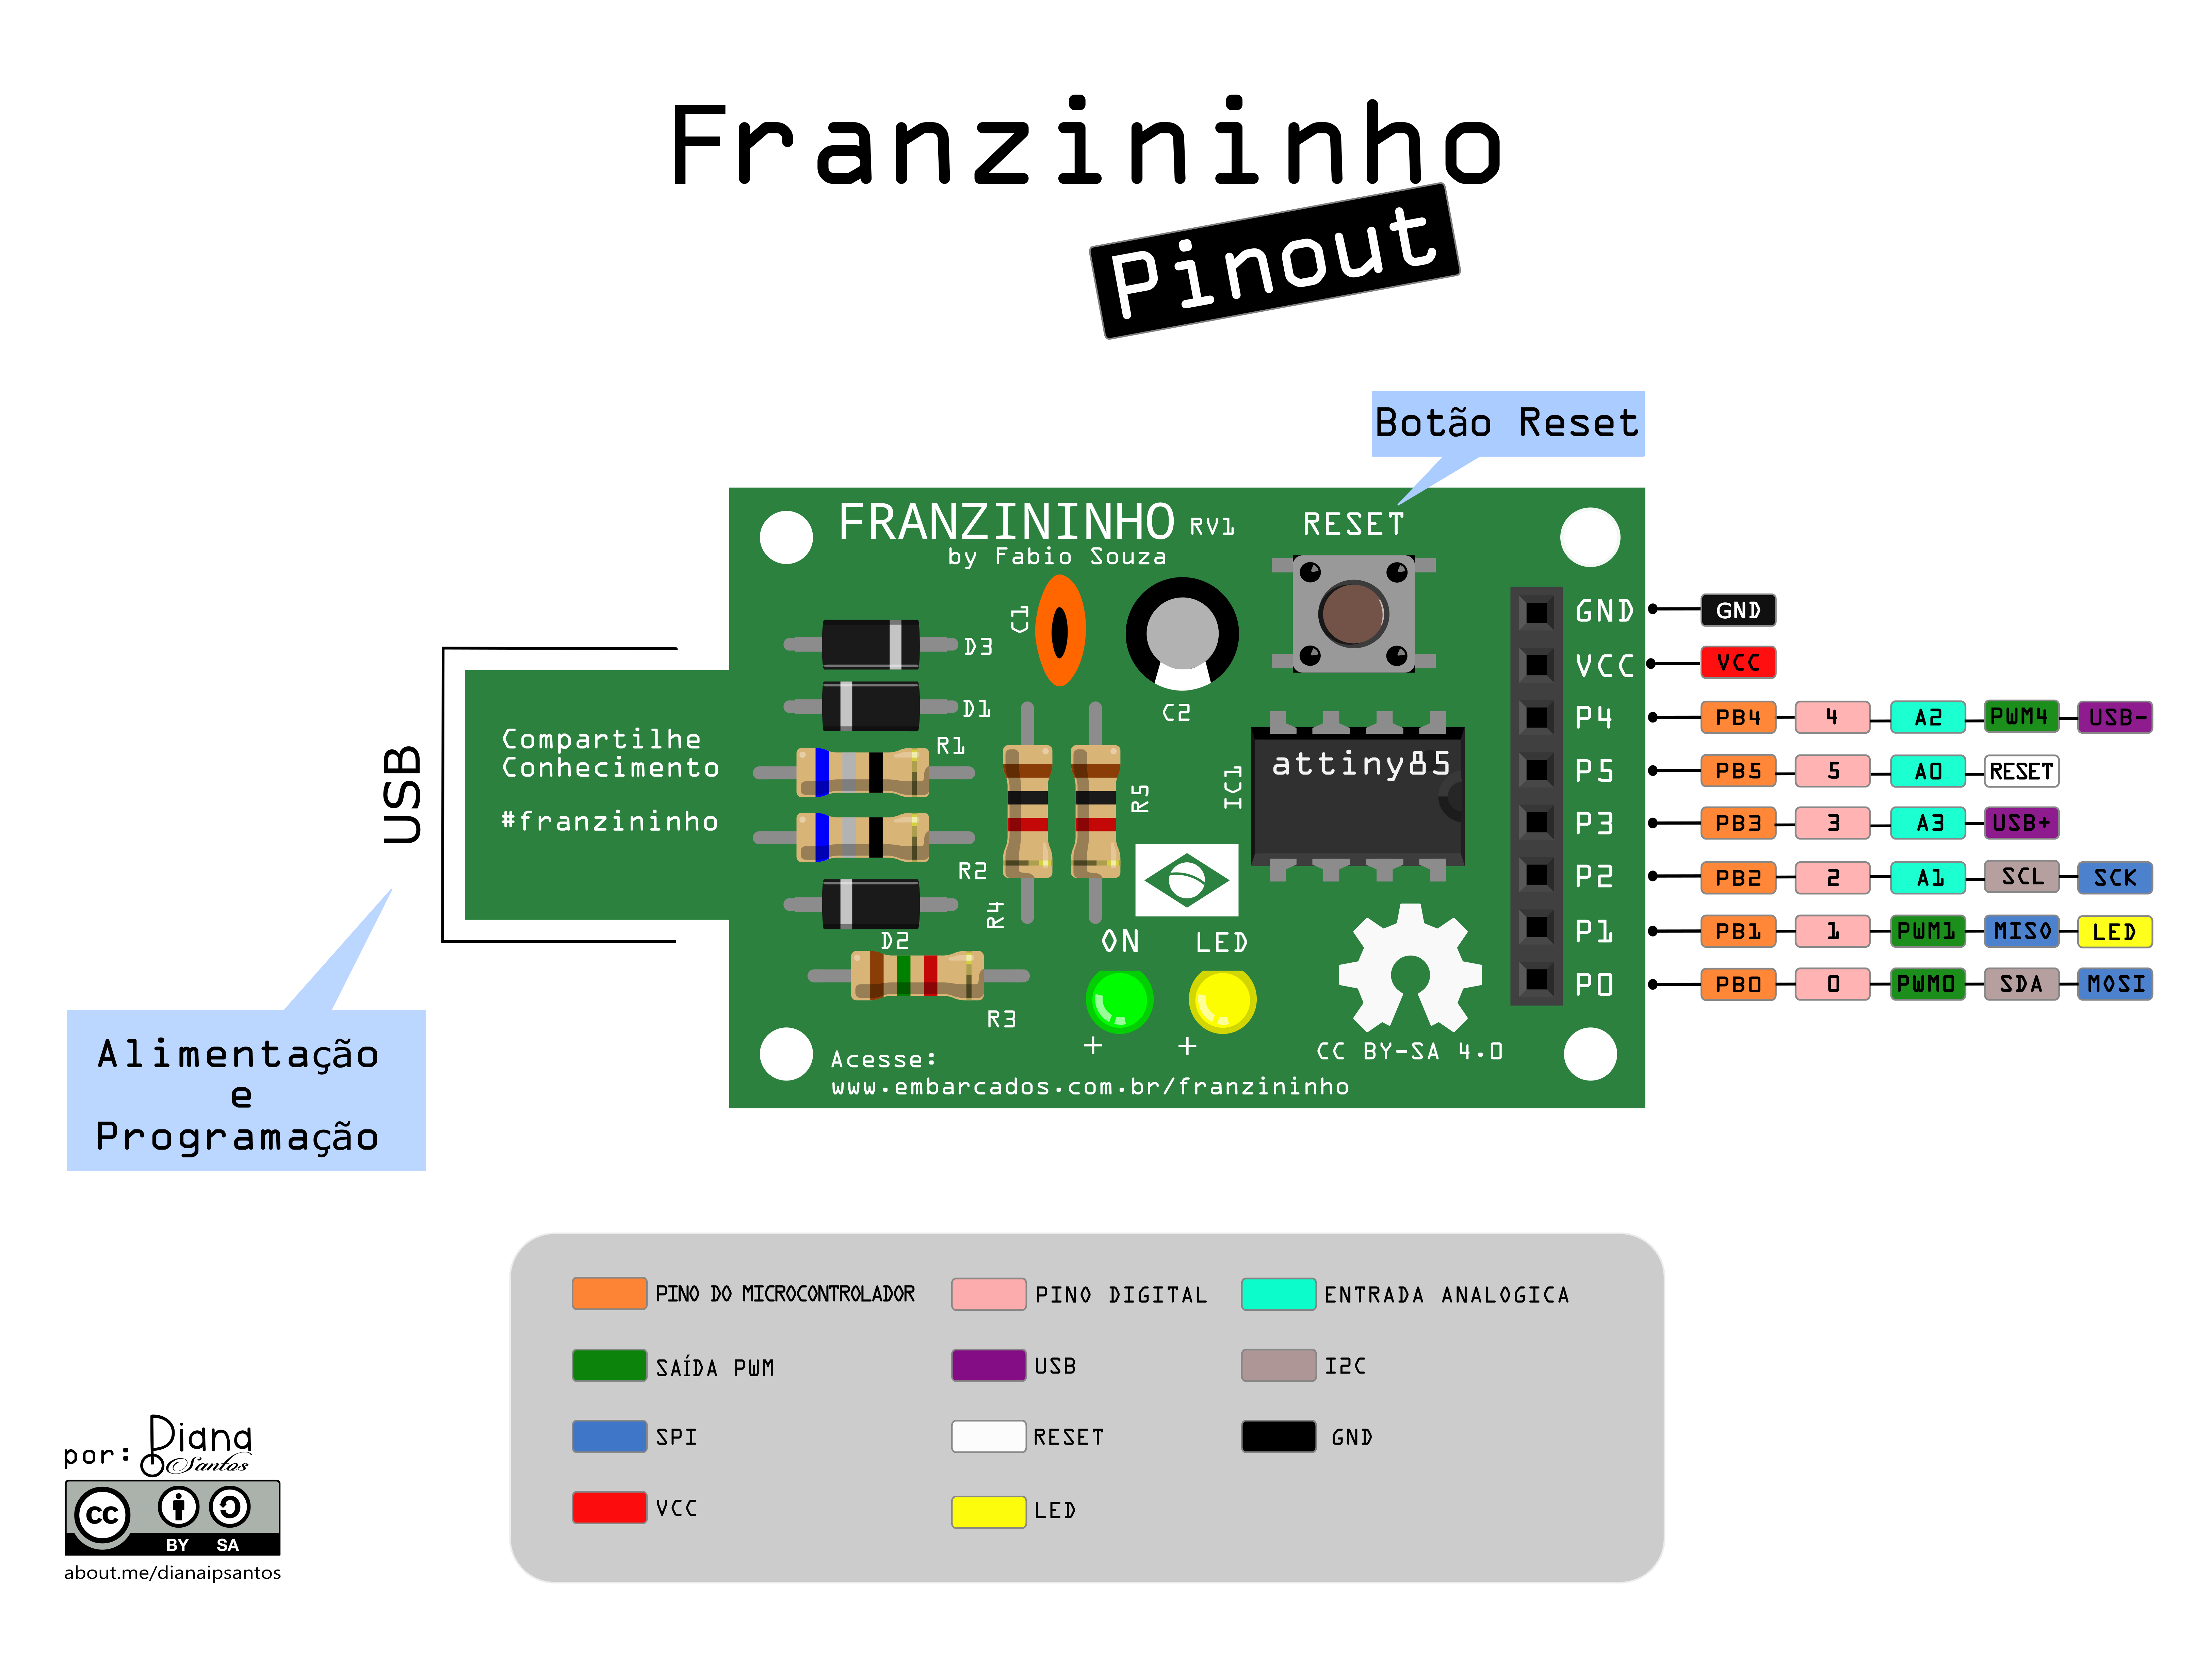 Franzininho
Pinout
Botão Reset
FRANZININHO RV1
by Fabio Souza
RESET
C1
D3
D1
C2
R1
R2
R4
R5
D2
R3
IC1
attiny85
ON
LED
+
+
CC BY-SA 4.0
Acesse:
www.embarcados.com.br/franzininho
Compartilhe
Conhecimento
#franzininho
USB
Alimentação
e
Programação
GND GND
VCC VCC
P4 PB4 4 A2 PWM4 USB-
P5 PB5 5 A0 RESET
P3 PB3 3 A3 USB+
P2 PB2 2 A1 SCL SCK
P1 PB1 1 PWM1 MISO LED
P0 PB0 0 PWM0 SDA MOSI
PINO DO MICROCONTROLADOR PINO DIGITAL ENTRADA ANALOGICA
SAÍDA PWM USB I2C
SPI RESET GND
VCC LED
por: Diana
Santos
cc
BY SA
about.me/dianaipsantos